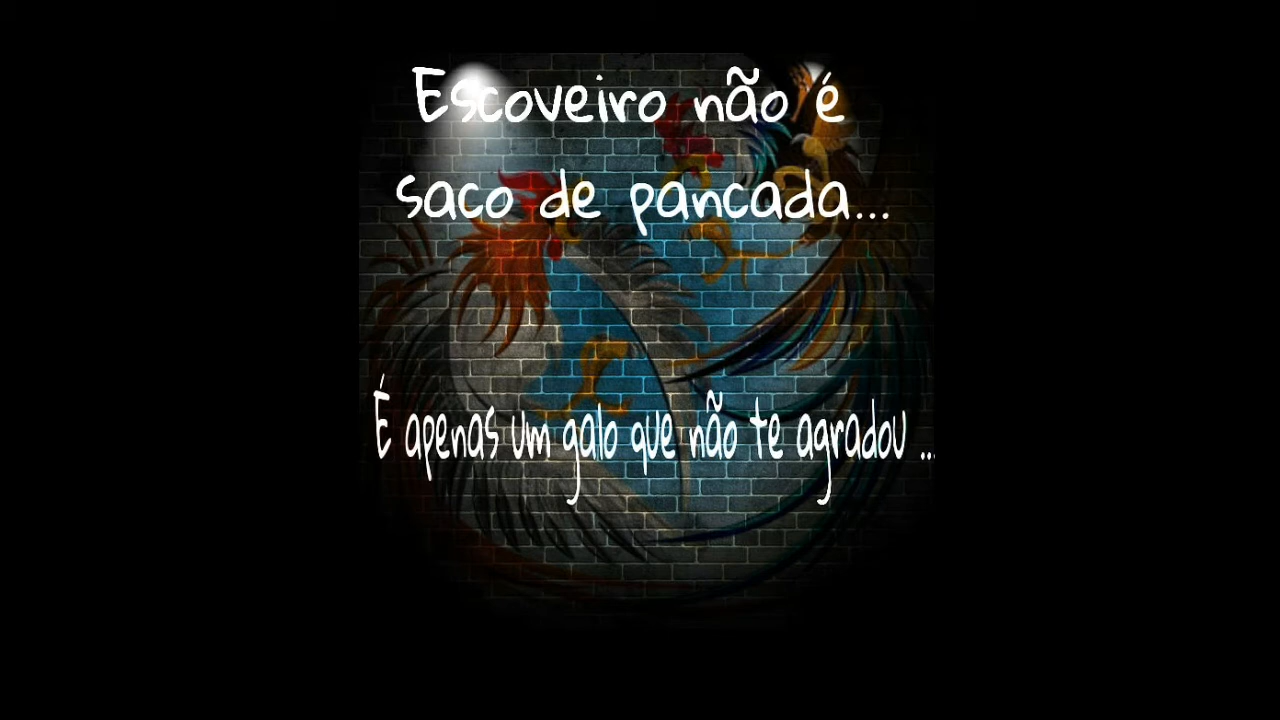 Escoveiro não é
saco de pancada...
É apenas um galo que não te agradou ...